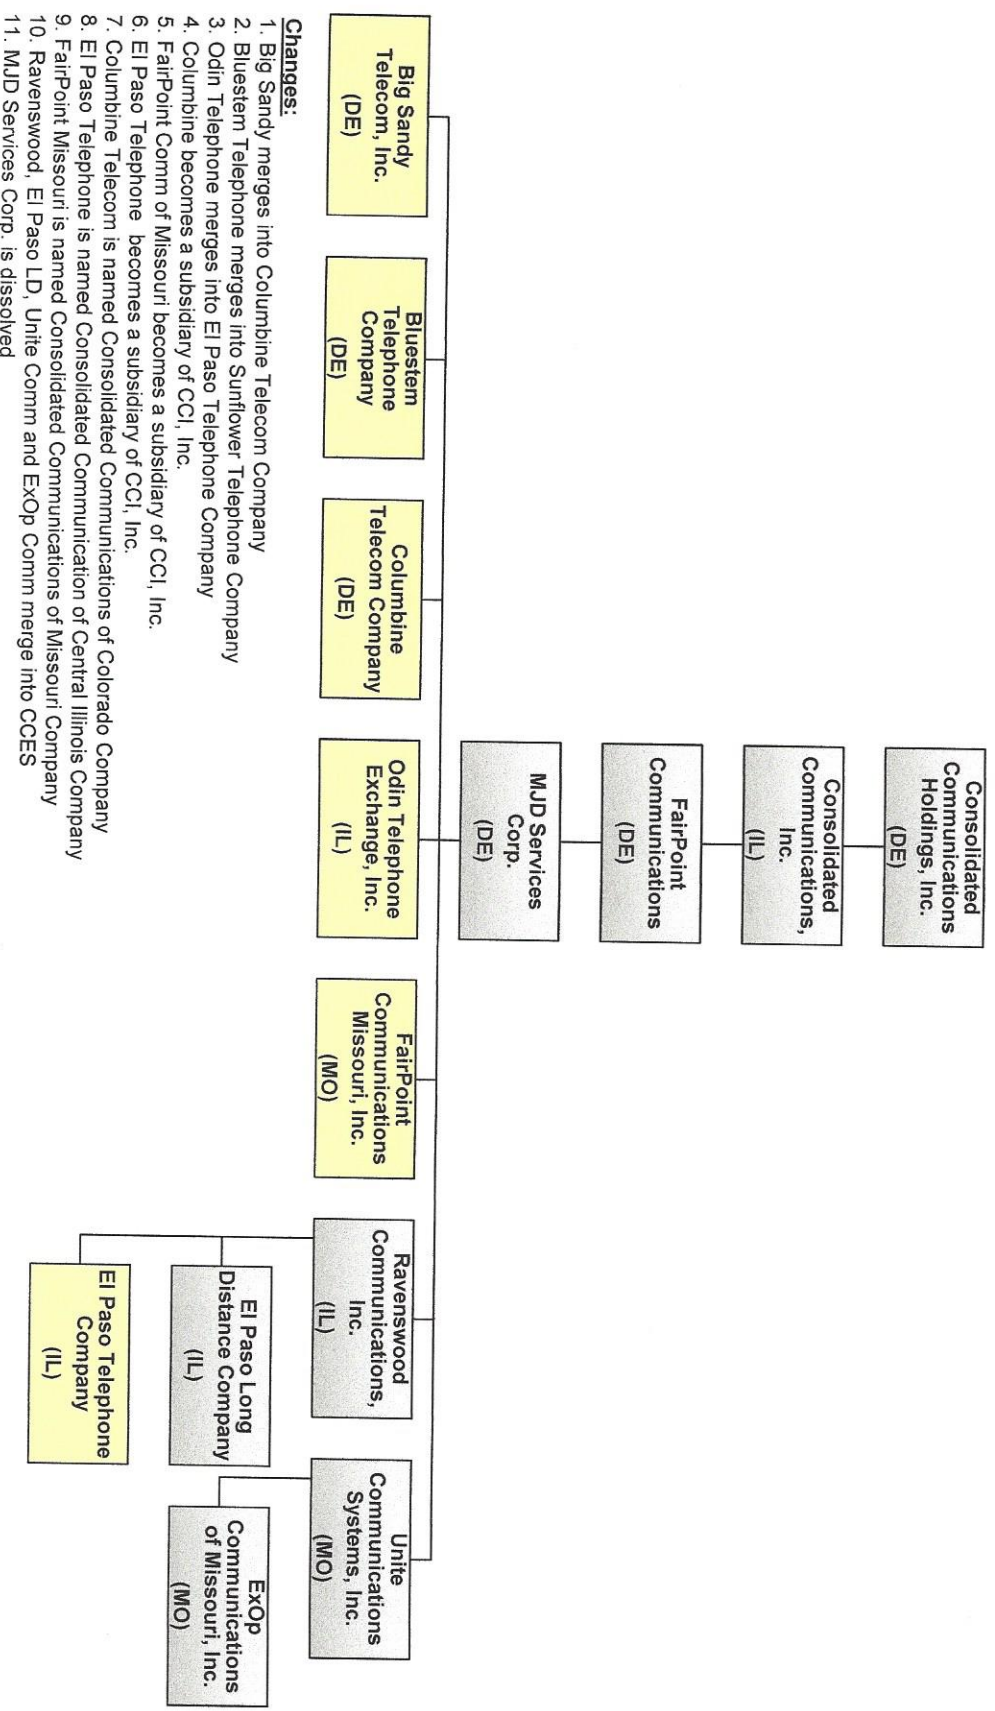 Consolidated
Communications
Holdings, Inc.
(DE)
Consolidated
Communications,
Inc.
(IL)
FairPoint
Communications
(DE)
MJD Services
Corp.
(DE)
Big Sandy
Telecom, Inc.
(DE)
Bluestem
Telephone
Company
(DE)
Columbine
Telecom Company
(DE)
Odin Telephone
Exchange, Inc.
(IL)
FairPoint
Communications
Missouri, Inc.
(MO)
Ravenswood
Communications,
Inc.
(IL)
Unite
Communications
Systems, Inc.
(MO)
El Paso Long
Distance Company
(IL)
ExOp
Communications
of Missouri, Inc.
(MO)
El Paso Telephone
Company
(IL)
Changes:
1. Big Sandy merges into Columbine Telecom Company
2. Bluestem Telephone merges into Sunflower Telephone Company
3. Odin Telephone merges into El Paso Telephone Company
4. Columbine becomes a subsidiary of CCI, Inc.
5. FairPoint Comm of Missouri becomes a subsidiary of CCI, Inc.
6. El Paso Telephone becomes a subsidiary of CCI, Inc.
7. Columbine Telecom is named Consolidated Communications of Colorado Company
8. El Paso Telephone is named Consolidated Communication of Central Illinois Company
9. FairPoint Missouri is named Consolidated Communications of Missouri Company
10. Ravenswood, El Paso LD, Unite Comm and ExOp Comm merge into CCES
11. MJD Services Corp. is dissolved